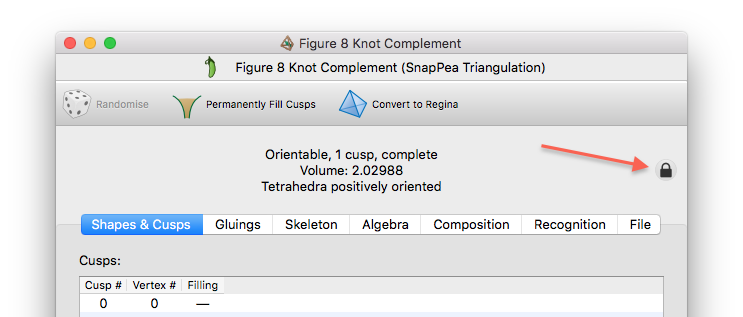 Figure 8 Knot Complement
Figure 8 Knot Complement (SnapPea Triangulation)
Randomise Permanently Fill Cusps Convert to Regina
Orientable, 1 cusp, complete
Volume: 2.02988
Tetrahedra positively oriented
Shapes & Cusps Gluings Skeleton Algebra Composition Recognition File
Cusps:
Cusp # Vertex # Filling
0 0 —